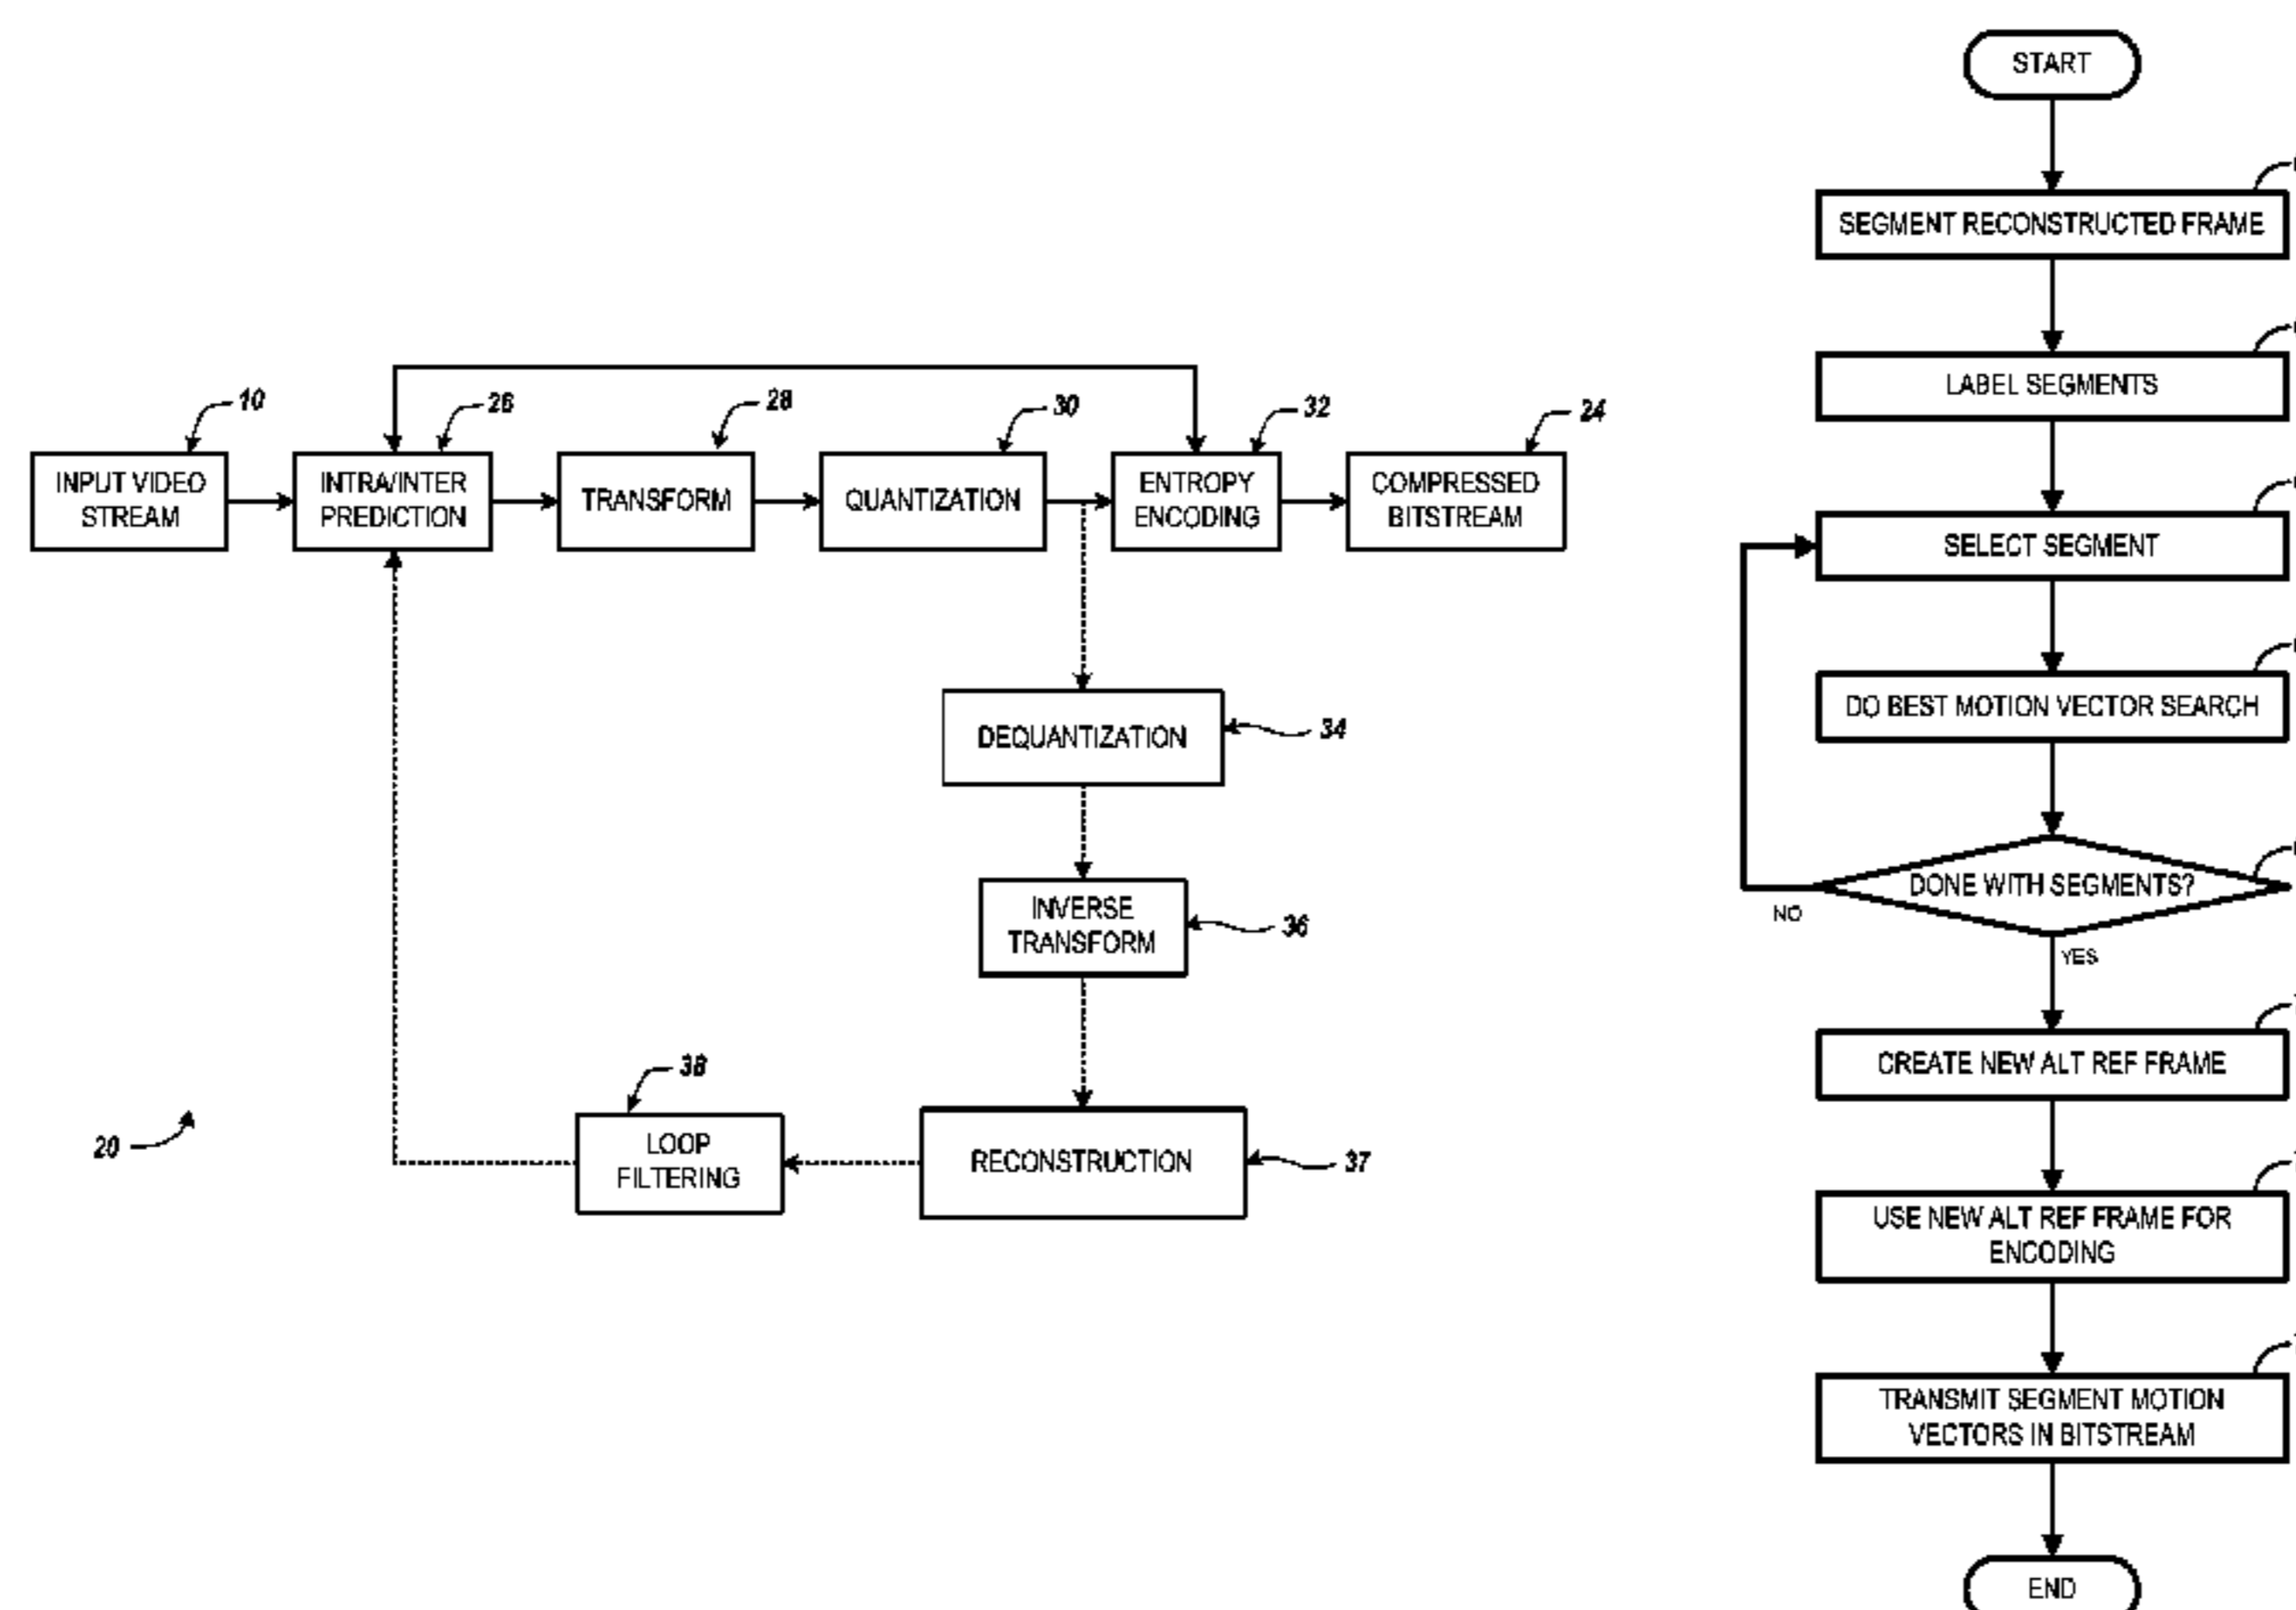 10
26
28
30
32
24
INPUT VIDEO
STREAM
INTRA/INTER
PREDICTION
TRANSFORM
QUANTIZATION
ENTROPY
ENCODING
COMPRESSED
BITSTREAM
DEQUANTIZATION
34
INVERSE
TRANSFORM
36
RECONSTRUCTION
37
LOOP
FILTERING
38
20
START
SEGMENT RECONSTRUCTED FRAME
LABEL SEGMENTS
SELECT SEGMENT
DO BEST MOTION VECTOR SEARCH
DONE WITH SEGMENTS?
NO
YES
CREATE NEW ALT REF FRAME
USE NEW ALT REF FRAME FOR
ENCODING
TRANSMIT SEGMENT MOTION
VECTORS IN BITSTREAM
END